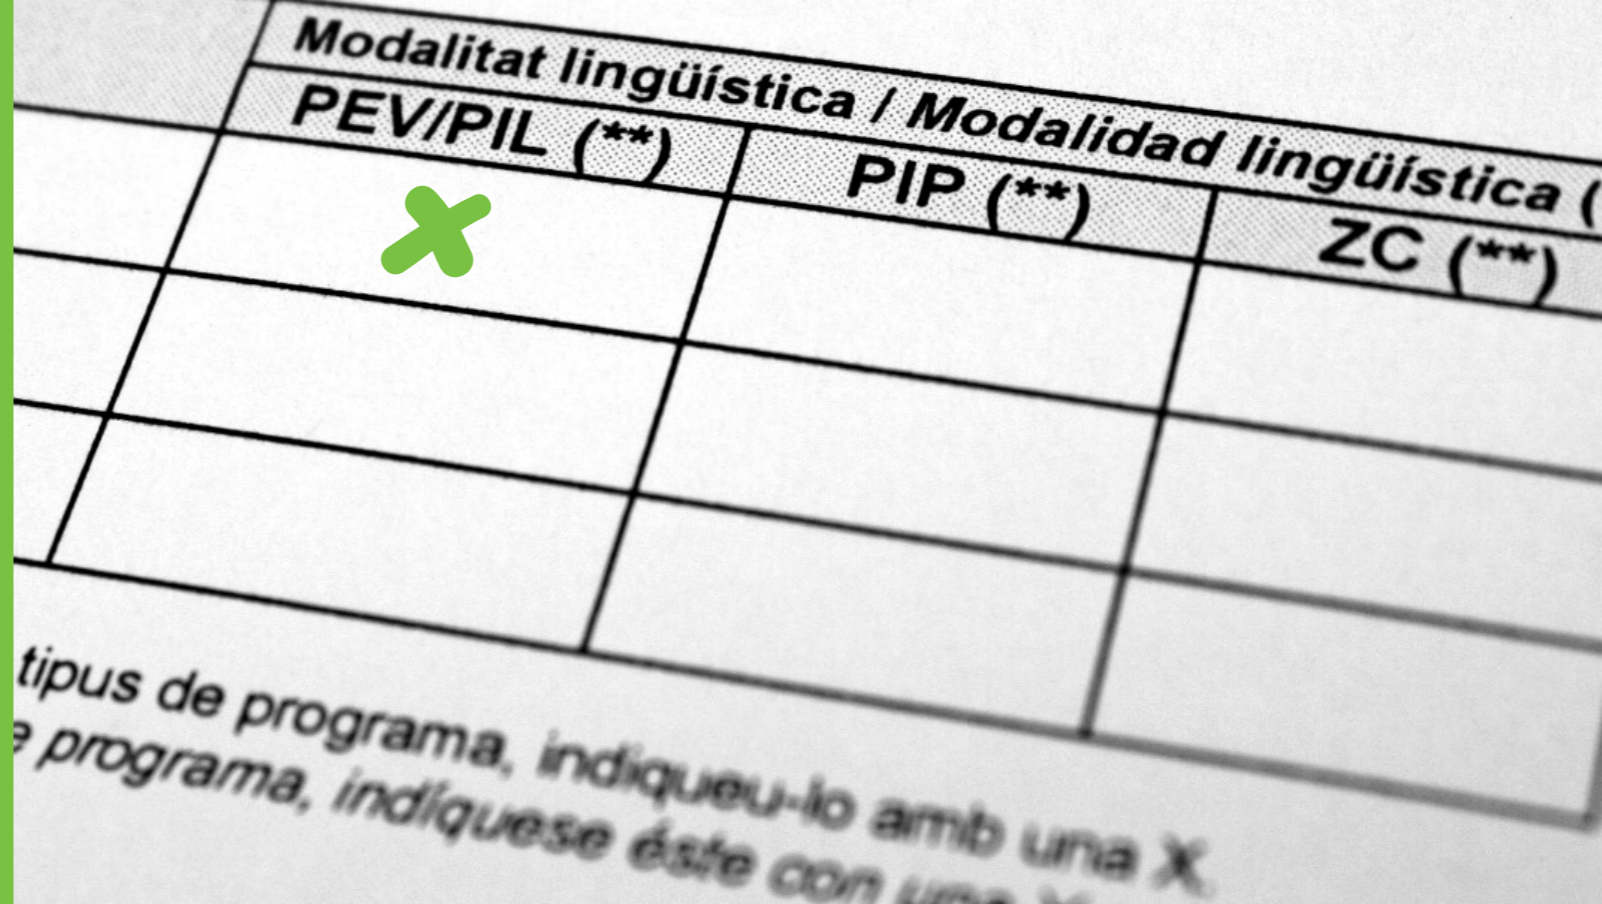 Modalitat lingüística / Modalidad lingüística (
PEV/PIL (**) PIP (**) ZC (**)
tipus de programa, indiqueu-lo amb una X.
programa, indíquese éste con una